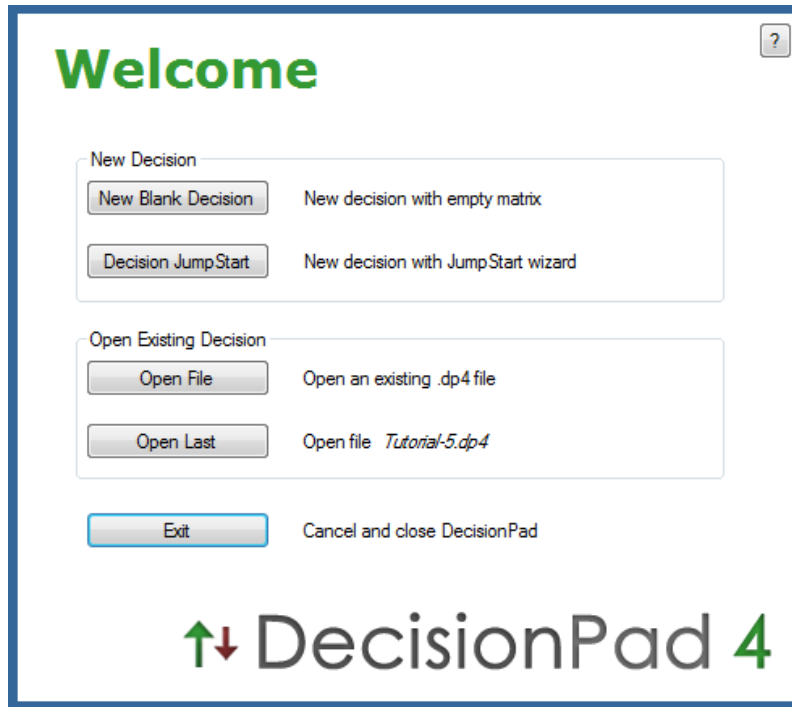 ?
Welcome
New Decision
New Blank Decision New decision with empty matrix
Decision JumpStart New decision with JumpStart wizard
Open Existing Decision
Open File Open an existing .dp4 file
Open Last Open file Tutorial-5.dp4
Exit Cancel and close DecisionPad
DecisionPad 4